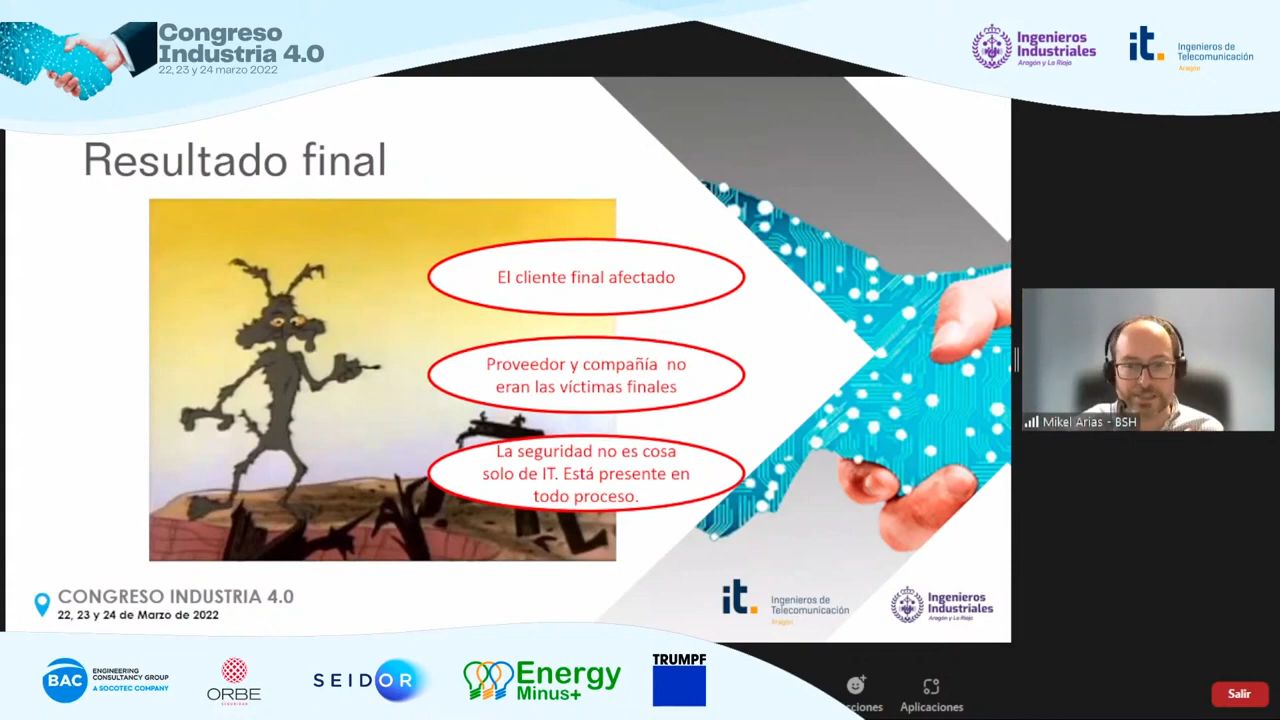 Congreso
Industria 4.0
22, 23 y 24 marzo 2022
Ingenieros
Industriales
Aragón y La Rioja
it.
Ingenieros de
Telecomunicación
Aragón
Resultado final
El cliente final afectado
Proveedor y compañía no
eran las víctimas finales
La seguridad no es cosa
solo de IT. Está presente en
todo proceso.
Mikel Arias - BSH
CONGRESO INDUSTRIA 4.0
22, 23 y 24 de Marzo de 2022
it.
Ingenieros de
Telecomunicación
Aragón
Ingenieros
Industriales
Aragón y La Rioja
BAC
ENGINEERING
CONSULTANCY GROUP
A SOCOTEC COMPANY
ORBE
SEGURIDAD
SEIDOR
Energy
Minus+
TRUMPF
cciones
Aplicaciones
Salir